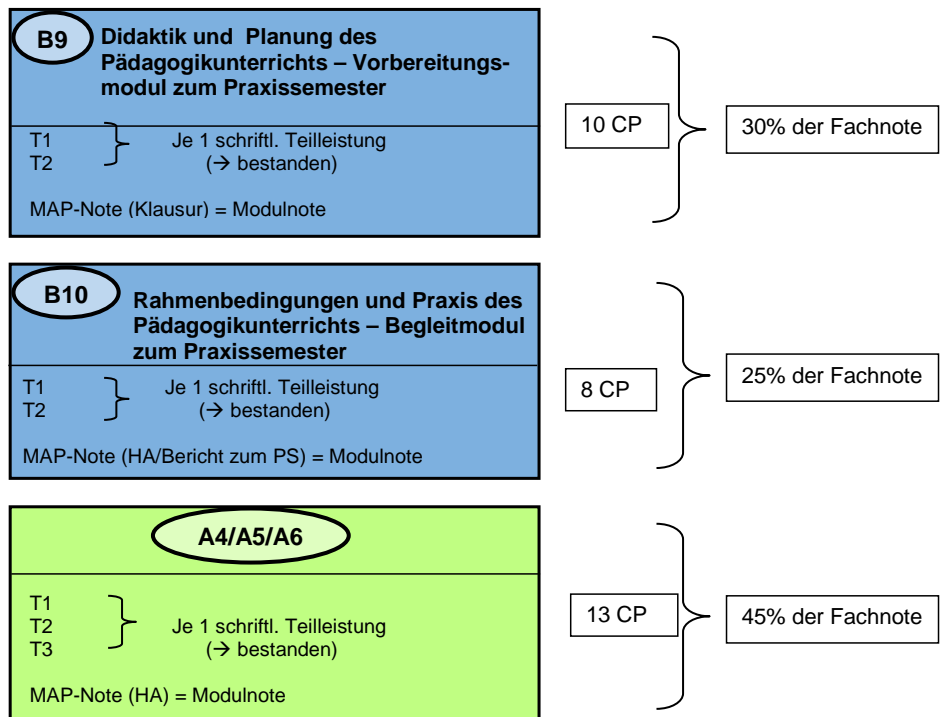 B9 Didaktik und Planung des
Pädagogikunterrichts – Vorbereitungs-
modul zum Praxissemester
T1 Je 1 schriftl. Teilleistung
T2 (→ bestanden)
MAP-Note (Klausur) = Modulnote
10 CP
30% der Fachnote
B10 Rahmenbedingungen und Praxis des
Pädagogikunterrichts – Begleitmodul
zum Praxissemester
T1 Je 1 schriftl. Teilleistung
T2 (→ bestanden)
MAP-Note (HA/Bericht zum PS) = Modulnote
8 CP
25% der Fachnote
A4/A5/A6
T1
T2 Je 1 schriftl. Teilleistung
T3 (→ bestanden)
MAP-Note (HA) = Modulnote
13 CP
45% der Fachnote